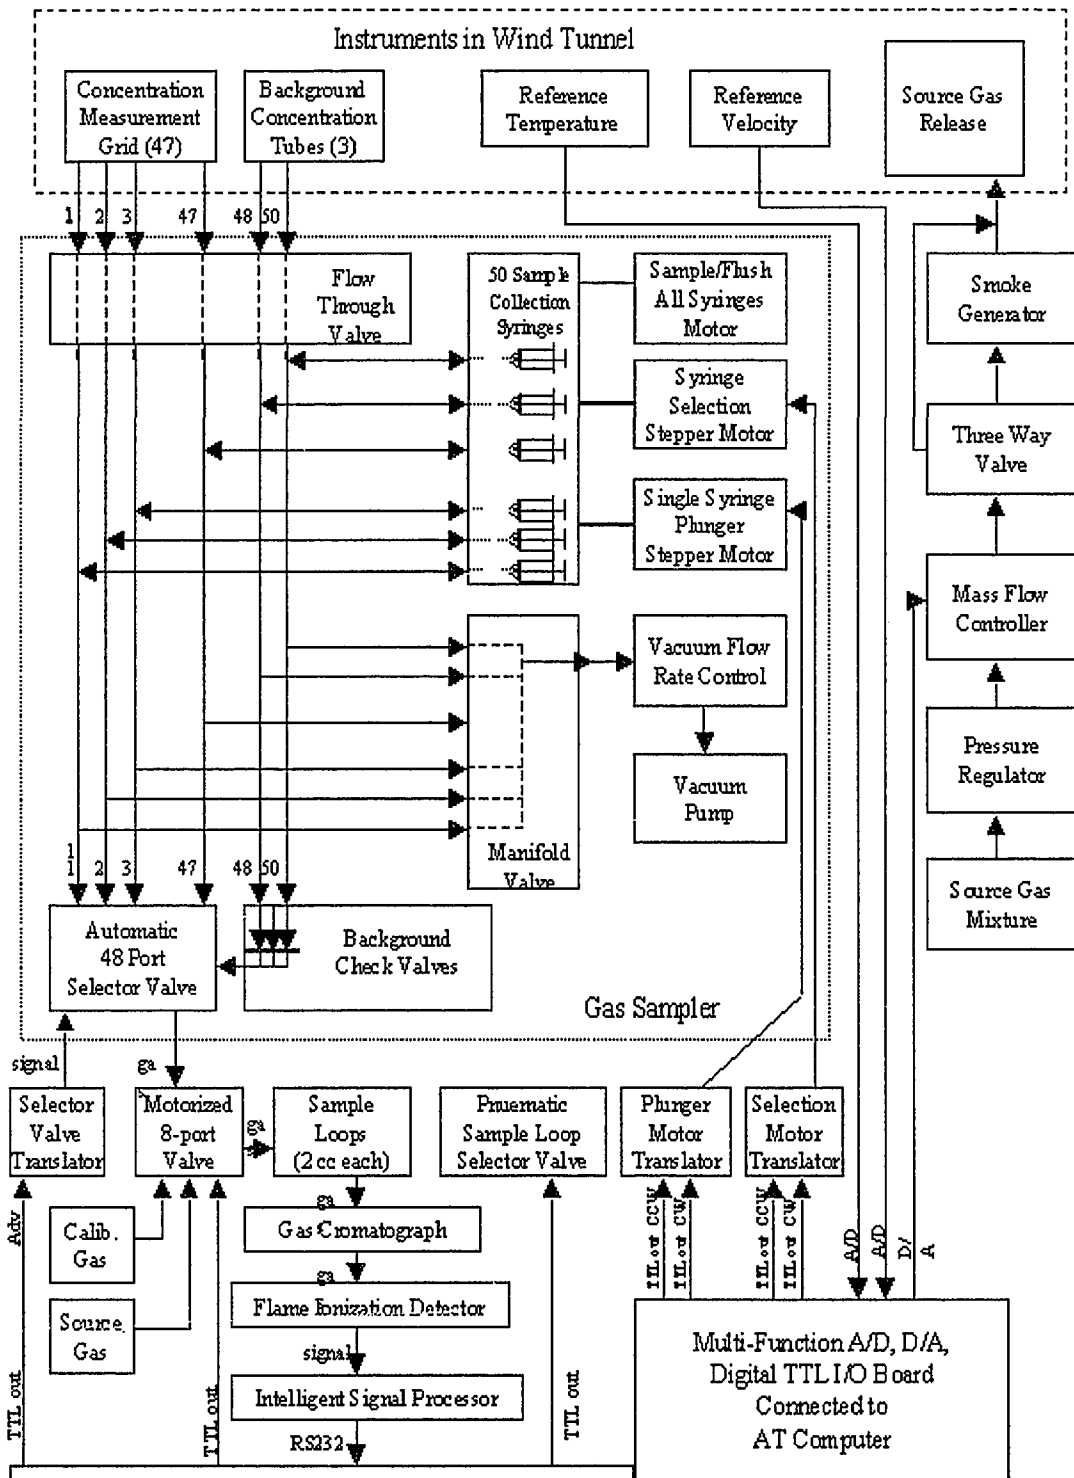 Instruments in Wind Tunnel
Concentration
Measurement
Grid (47)
Background
Concentration
Tubes (3)
Reference
Temperature
Reference
Velocity
Source Gas
Release
1 2 3 47 48 50
Flow
Through
Valve
50 Sample
Collection
Syringes
Sample/Flush
All Syringes
Motor
Smoke
Generator
Syringe
Selection
Stepper Motor
Three Way
Valve
Single Syringe
Plunger
Stepper Motor
Mass Flow
Controller
Vacuum Flow
Rate Control
Pressure
Regulator
Vacuum
Pump
Manifold
Valve
Source Gas
Mixture
1
1 2 3 47 48 50
Automatic
48 Port
Selector Valve
Background
Check Valves
Gas Sampler
signal
ga
Selector
Valve
Translator
Motorized
8-port
Valve
ga
Sample
Loops
(2 cc each)
Pnuematic
Sample Loop
Selector Valve
Plunger
Motor
Translator
Selection
Motor
Translator
Adv
TTL out
Calib.
Gas
Source
Gas
TTL out
ga
Gas Cromatograph
ga
Flame Ionization Detector
signal
Intelligent Signal Processor
RS232
TTL out
TTL out CCW
TTL out CW
TTL out CCW
TTL out CW
A/D
A/D
D/
A
Multi-Function A/D, D/A,
Digital TTL I/O Board
Connected to
AT Computer